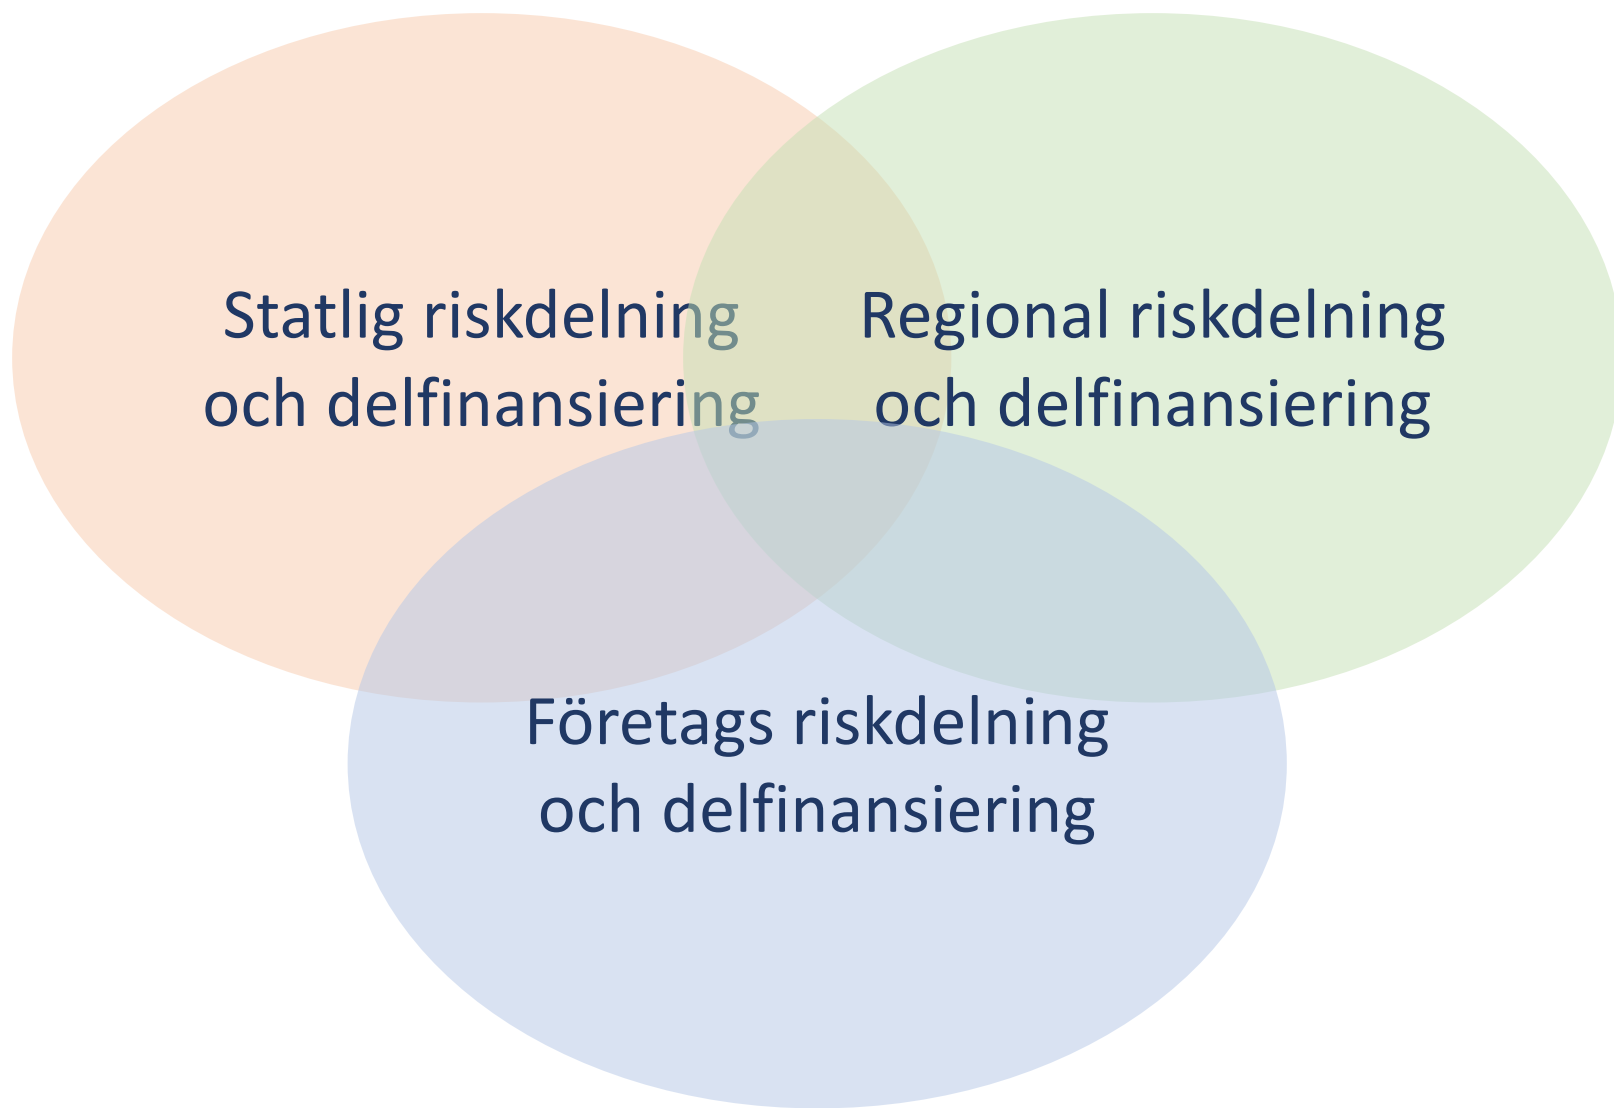 Statlig riskdelning
och delfinansiering
Regional riskdelning
och delfinansiering
Företags riskdelning
och delfinansiering